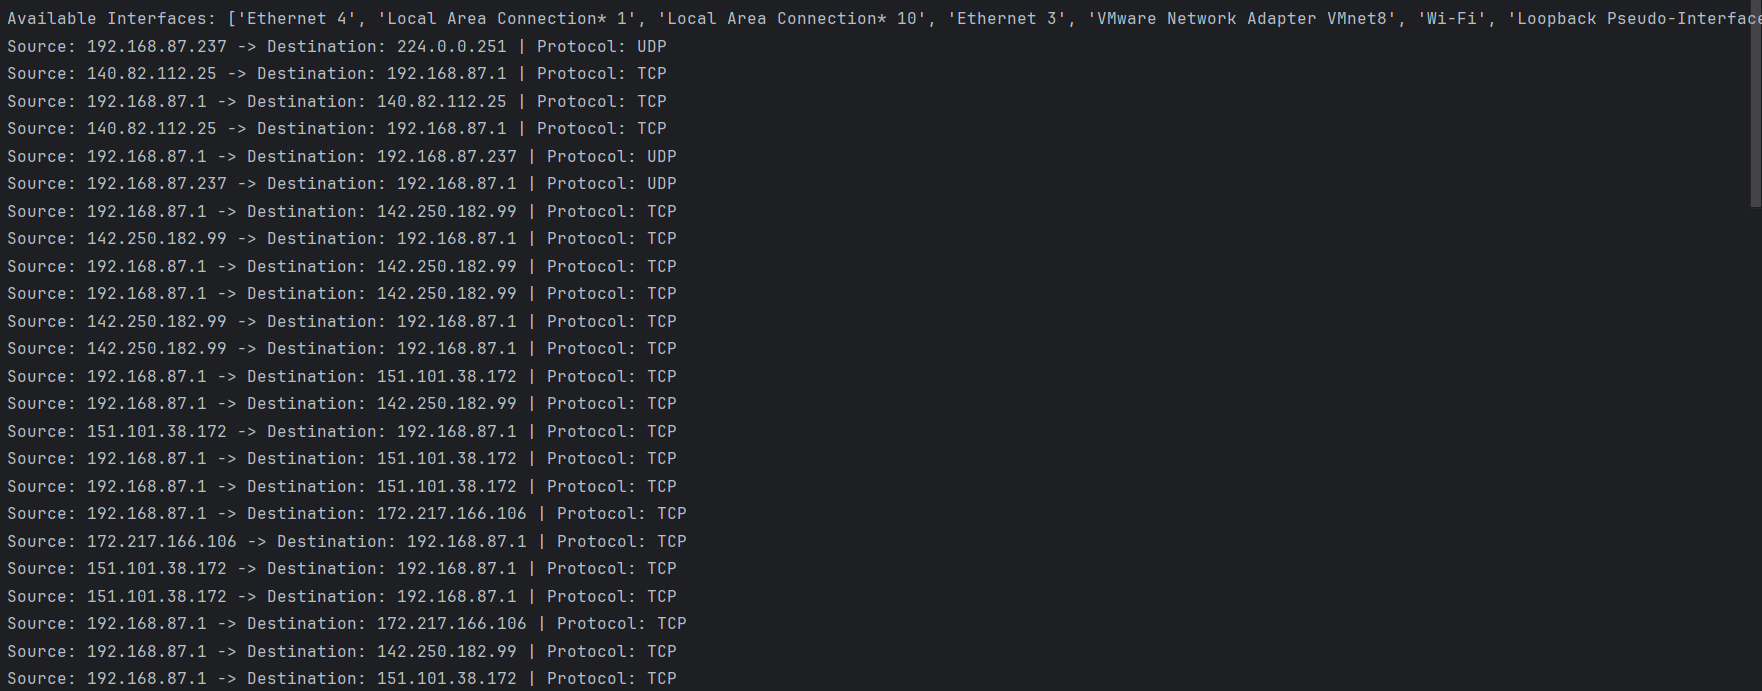 Available Interfaces: ['Ethernet 4', 'Local Area Connection* 1', 'Local Area Connection* 10', 'Ethernet 3', 'VMware Network Adapter VMnet8', 'Wi-Fi', 'Loopback Pseudo-Interface
Source: 192.168.87.237 -> Destination: 224.0.0.251 | Protocol: UDP
Source: 140.82.112.25 -> Destination: 192.168.87.1 | Protocol: TCP
Source: 192.168.87.1 -> Destination: 140.82.112.25 | Protocol: TCP
Source: 140.82.112.25 -> Destination: 192.168.87.1 | Protocol: TCP
Source: 192.168.87.1 -> Destination: 192.168.87.237 | Protocol: UDP
Source: 192.168.87.237 -> Destination: 192.168.87.1 | Protocol: UDP
Source: 192.168.87.1 -> Destination: 142.250.182.99 | Protocol: TCP
Source: 142.250.182.99 -> Destination: 192.168.87.1 | Protocol: TCP
Source: 192.168.87.1 -> Destination: 142.250.182.99 | Protocol: TCP
Source: 192.168.87.1 -> Destination: 142.250.182.99 | Protocol: TCP
Source: 142.250.182.99 -> Destination: 192.168.87.1 | Protocol: TCP
Source: 142.250.182.99 -> Destination: 192.168.87.1 | Protocol: TCP
Source: 192.168.87.1 -> Destination: 151.101.38.172 | Protocol: TCP
Source: 192.168.87.1 -> Destination: 142.250.182.99 | Protocol: TCP
Source: 151.101.38.172 -> Destination: 192.168.87.1 | Protocol: TCP
Source: 192.168.87.1 -> Destination: 151.101.38.172 | Protocol: TCP
Source: 192.168.87.1 -> Destination: 151.101.38.172 | Protocol: TCP
Source: 192.168.87.1 -> Destination: 172.217.166.106 | Protocol: TCP
Source: 172.217.166.106 -> Destination: 192.168.87.1 | Protocol: TCP
Source: 151.101.38.172 -> Destination: 192.168.87.1 | Protocol: TCP
Source: 151.101.38.172 -> Destination: 192.168.87.1 | Protocol: TCP
Source: 192.168.87.1 -> Destination: 172.217.166.106 | Protocol: TCP
Source: 192.168.87.1 -> Destination: 142.250.182.99 | Protocol: TCP
Source: 192.168.87.1 -> Destination: 151.101.38.172 | Protocol: TCP